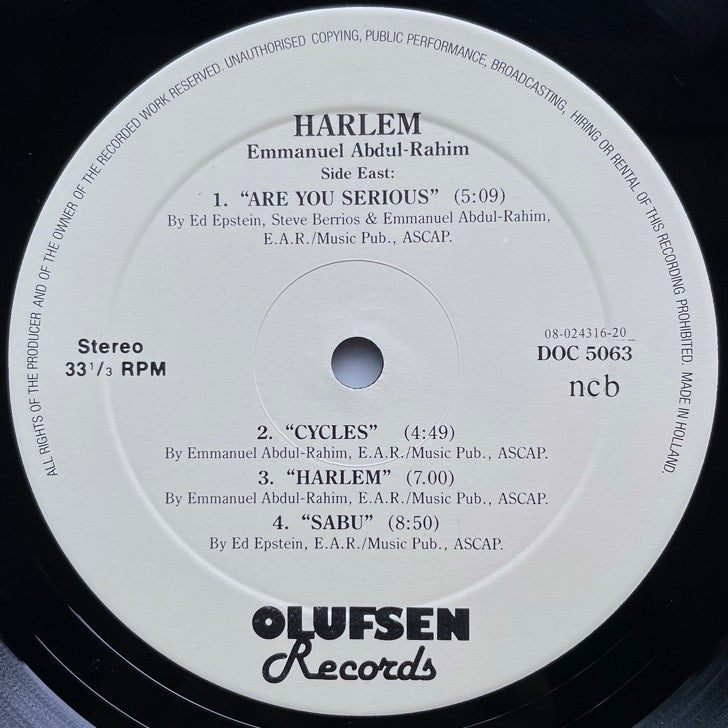 ALL RIGHTS OF THE PRODUCER AND OF THE OWNER OF THE RECORDED WORK RESERVED. UNAUTHORISED COPYING, PUBLIC PERFORMANCE, BROADCASTING, HIRING OR RENTAL OF THIS RECORDING PROHIBITED. MADE IN HOLLAND.
HARLEM
Emmanuel Abdul-Rahim
Side East:
1. “ARE YOU SERIOUS” (5:09)
By Ed Epstein, Steve Berrios & Emmanuel Abdul-Rahim,
E.A.R./Music Pub., ASCAP.
Stereo
33 1/3 RPM
08-024316-20
DOC 5063
ncb
2. “CYCLES” (4:49)
By Emmanuel Abdul-Rahim, E.A.R./Music Pub., ASCAP.
3. “HARLEM” (7.00)
By Emmanuel Abdul-Rahim, E.A.R./Music Pub., ASCAP.
4. “SABU” (8:50)
By Ed Epstein, E.A.R./Music Pub., ASCAP.
OLUFSEN
Records